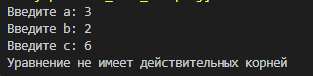 Введите a: 3
Введите b: 2
Введите c: 6
Уравнение не имеет действительных корней